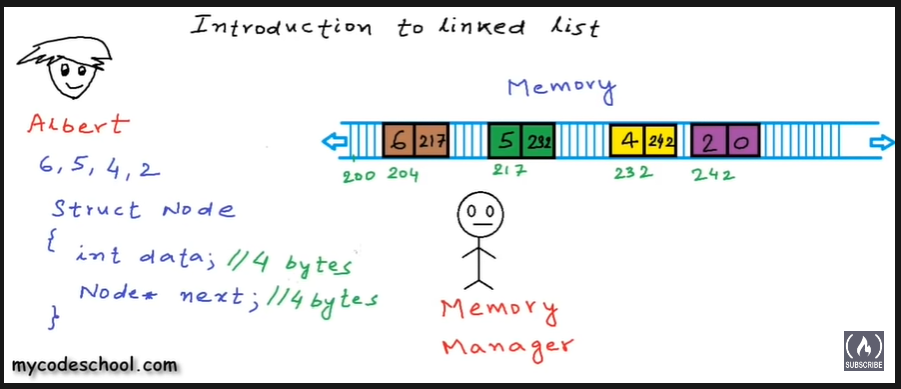 Introduction to linked list
Albert
6, 5, 4, 2
Struct Node
{
int data; //4 bytes
Node* next; //4 bytes
}
Memory
6 217 5 232 4 242 2 0
200 204 217 232 242
Memory
Manager
mycodeschool.com
SUBSCRIBE